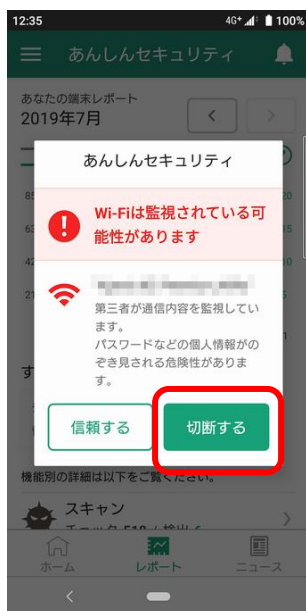 12:35
4G+ 100%
あんしんセキュリティ
あなたの端末レポート
2019年7月
あんしんセキュリティ
Wi-Fiは監視されている可
能性があります
第三者が通信内容を監視してい
ます。
パスワードなどの個人情報がの
ぞき見される危険性がありま
す。
信頼する
切断する
機能別の詳細は以下をご覧ください。
スキャン
ホーム
レポート
ニュース